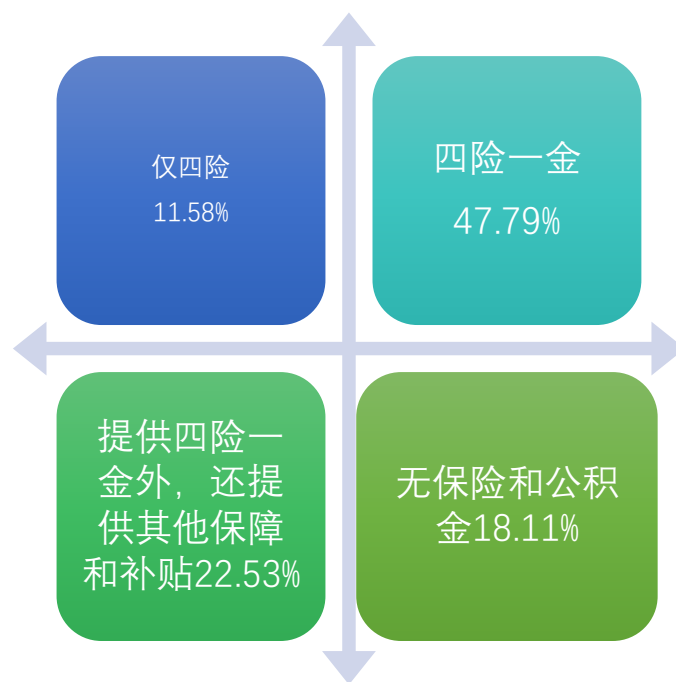 仅四险
11.58%
四险一金
47.79%
提供四险一
金外，还提
供其他保障
和补贴22.53%
无保险和公积
金18.11%